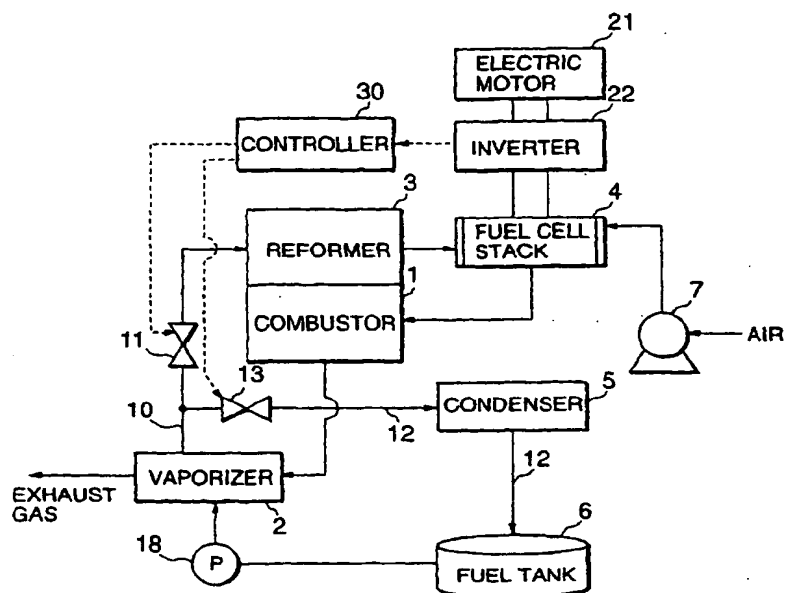 21
ELECTRIC
MOTOR
30
22
CONTROLLER
INVERTER
3
4
REFORMER
FUEL CELL
STACK
1
7
COMBUSTOR
AIR
11
13
5
CONDENSER
10
12
VAPORIZER
12
EXHAUST
GAS
2
6
18
P
FUEL TANK